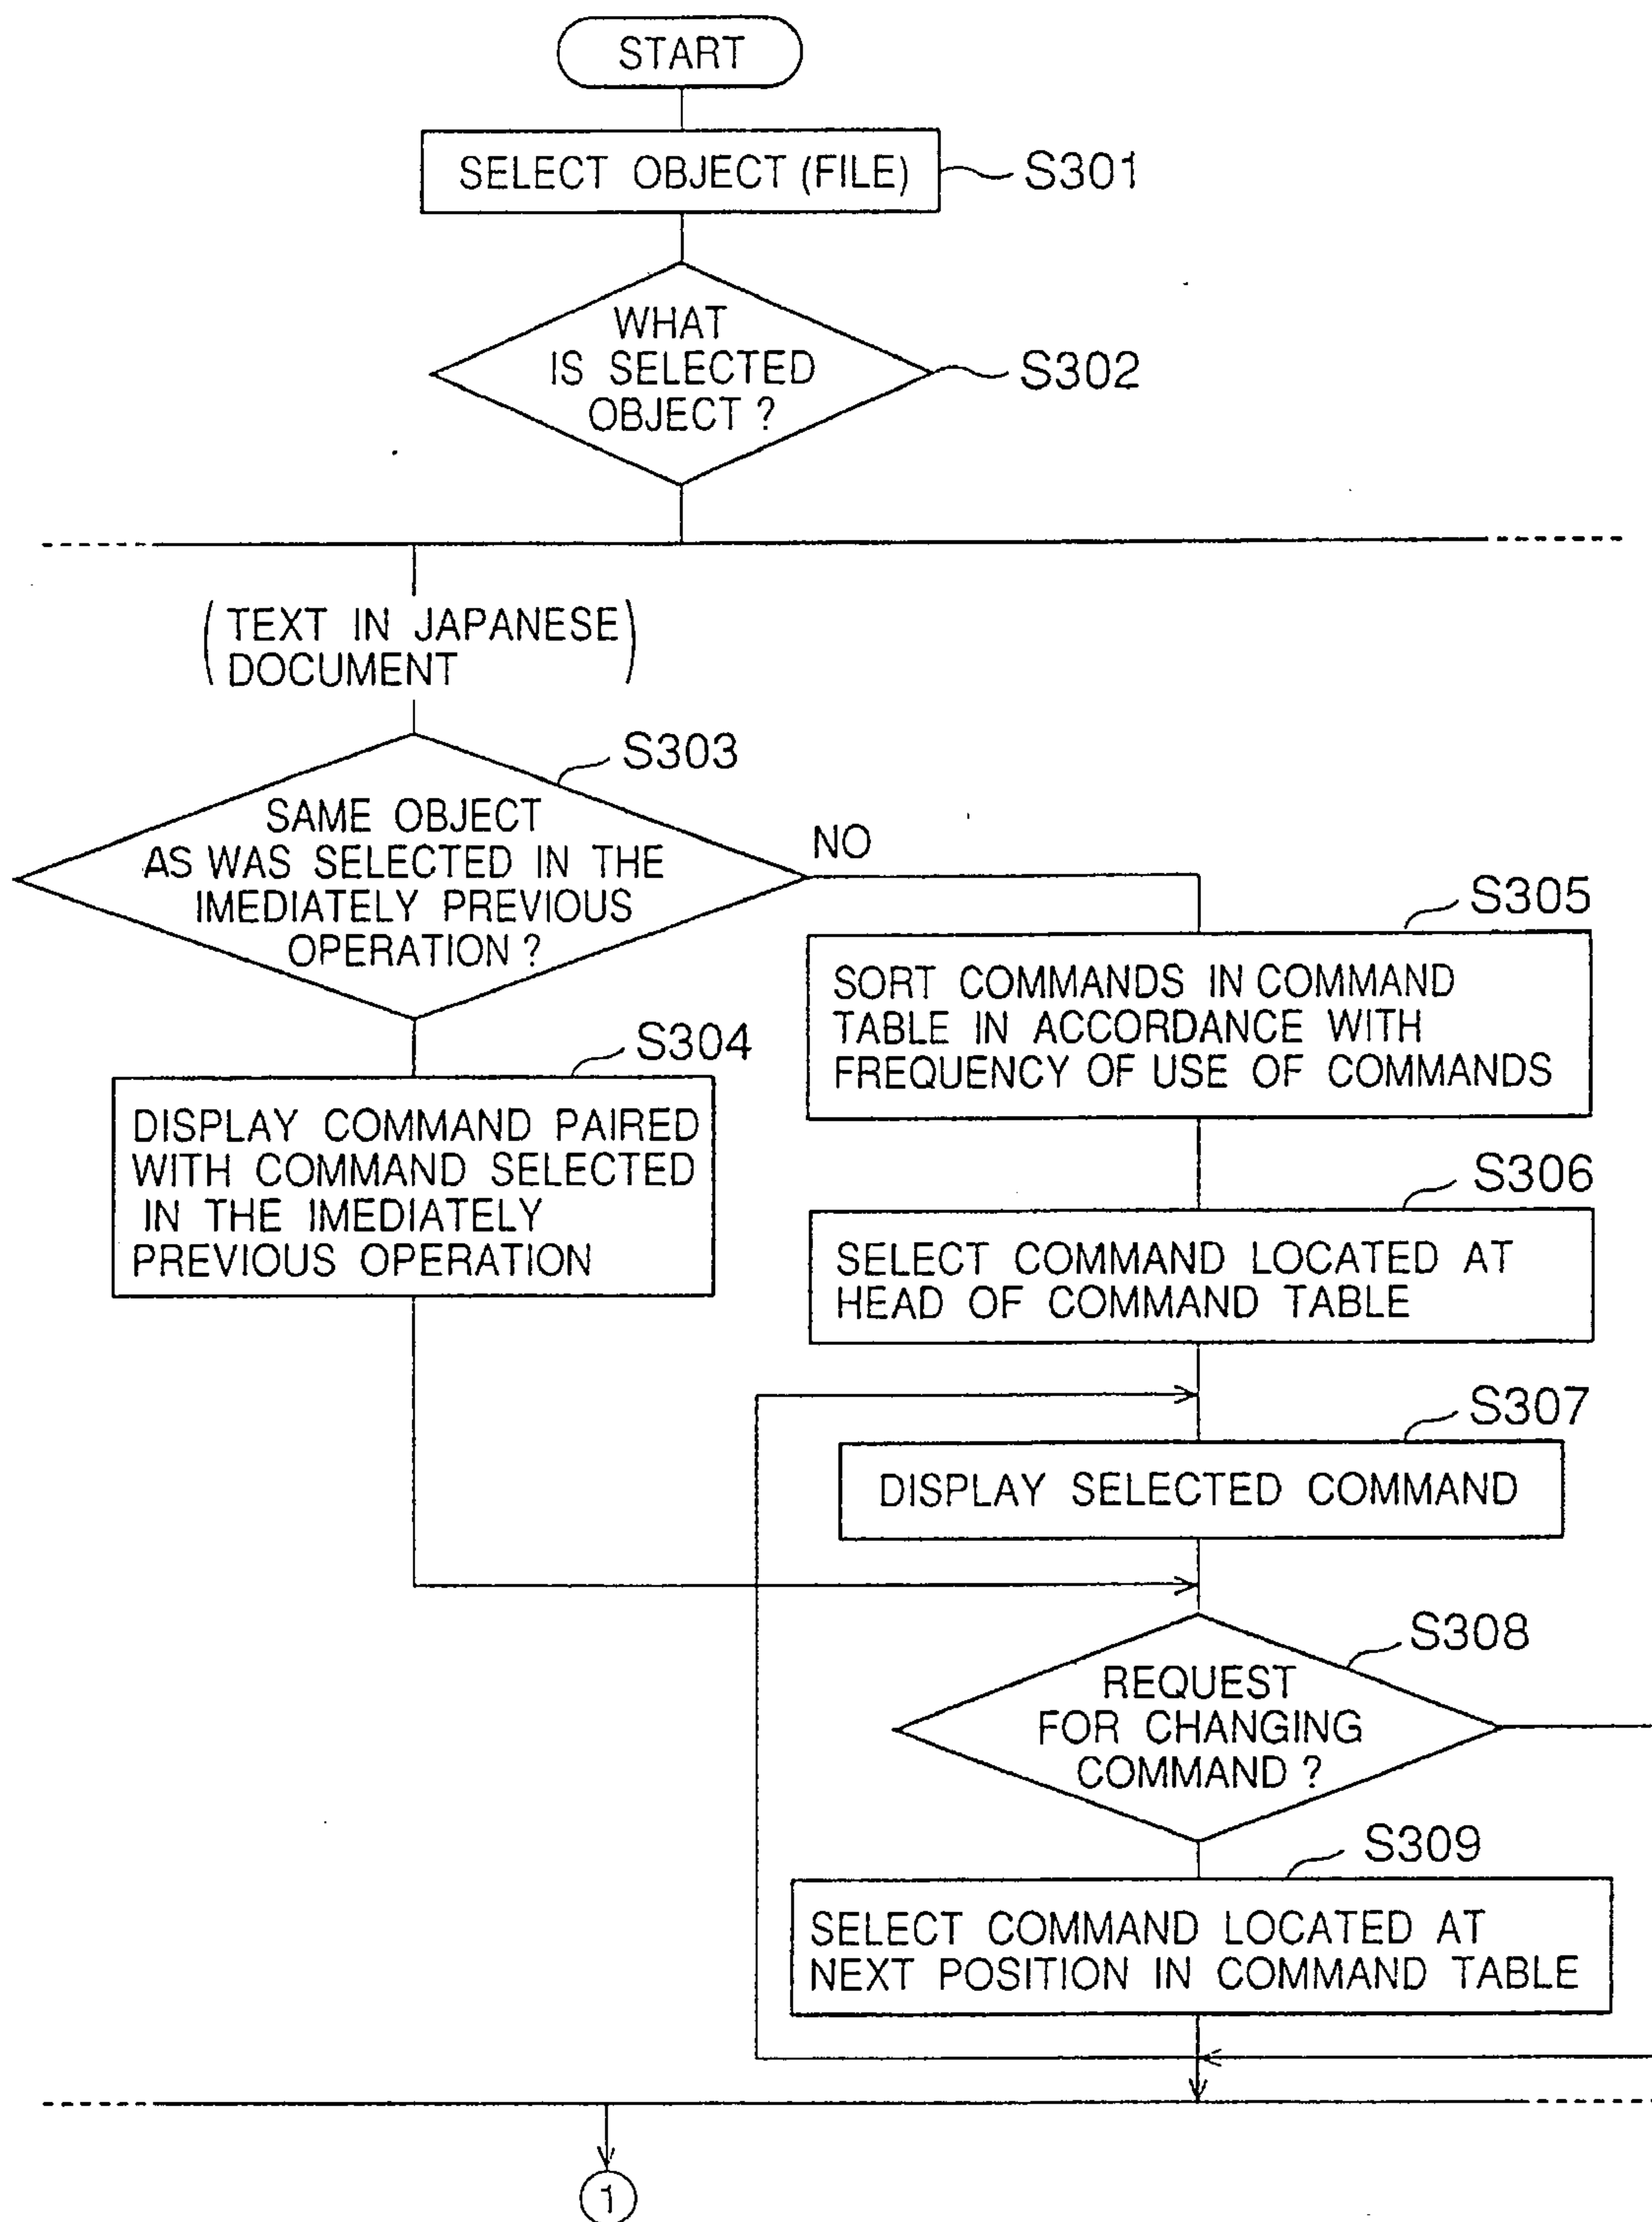 START
SELECT OBJECT (FILE)
S301
WHAT
IS SELECTED
OBJECT ?
S302
(TEXT IN JAPANESE
DOCUMENT)
S303
SAME OBJECT
AS WAS SELECTED IN THE
IMEDIATELY PREVIOUS
OPERATION ?
NO
S304
DISPLAY COMMAND PAIRED
WITH COMMAND SELECTED
IN THE IMEDIATELY
PREVIOUS OPERATION
S305
SORT COMMANDS IN COMMAND
TABLE IN ACCORDANCE WITH
FREQUENCY OF USE OF COMMANDS
S306
SELECT COMMAND LOCATED AT
HEAD OF COMMAND TABLE
S307
DISPLAY SELECTED COMMAND
S308
REQUEST
FOR CHANGING
COMMAND ?
S309
SELECT COMMAND LOCATED AT
NEXT POSITION IN COMMAND TABLE
1